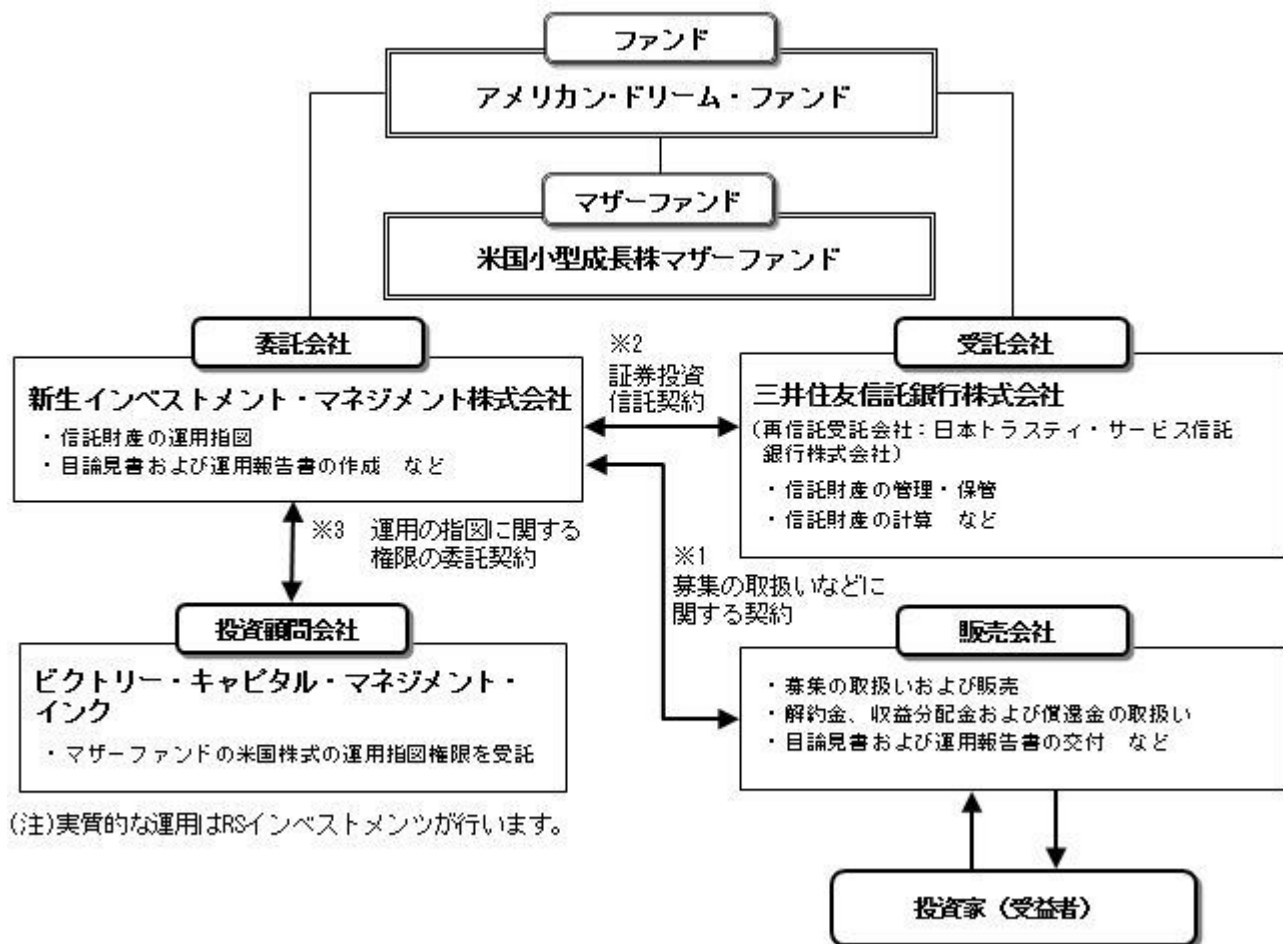 ファンド
アメリカン・ドリーム・ファンド
マザーファンド
米国小型成長株マザーファンド
委託会社
新生インベストメント・マネジメント株式会社
・信託財産の運用指図
・目論見書および運用報告書の作成 など
※2
証券投資
信託契約
受託会社
三井住友信託銀行株式会社
(再信託受託会社:日本トラスティ・サービス信託
銀行株式会社)
・信託財産の管理・保管
・信託財産の計算 など
※3 運用の指図に関する
権限の委託契約
※1
募集の取扱いなどに
関する契約
投資顧問会社
ビクトリー・キャピタル・マネジメント・
インク
・マザーファンドの米国株式の運用指図権限を受託
販売会社
・募集の取扱いおよび販売
・解約金、収益分配金および償還金の取扱い
・目論見書および運用報告書の交付 など
(注)実質的な運用はRSインベストメンツが行います。
投資家(受益者)